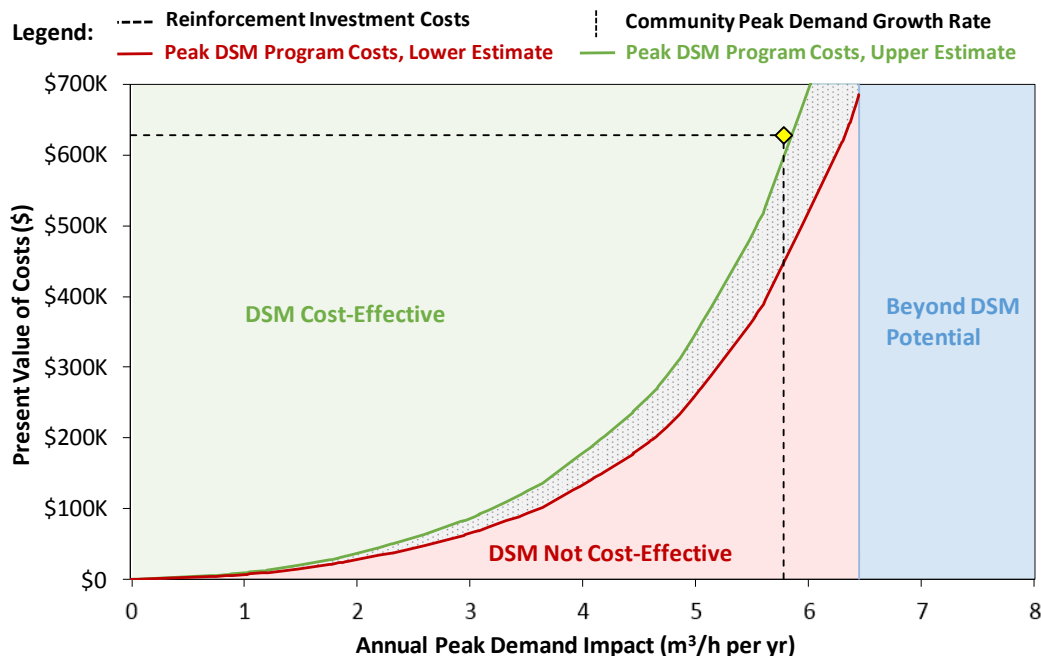 Legend:
Reinforcement Investment Costs
Community Peak Demand Growth Rate
Peak DSM Program Costs, Lower Estimate
Peak DSM Program Costs, Upper Estimate
Present Value of Costs ($)
$700K
$600K
$500K
$400K
$300K
$200K
$100K
$0
DSM Cost-Effective
Beyond DSM
Potential
DSM Not Cost-Effective
0 1 2 3 4 5 6 7 8
Annual Peak Demand Impact (m³/h per yr)